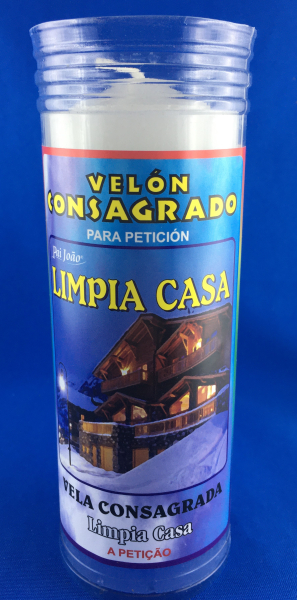 VELÓN
CONSAGRADO
PARA PETICIÓN
Pai João
LIMPIA CASA
VELA CONSAGRADA
Limpia Casa
A PETIÇÃO